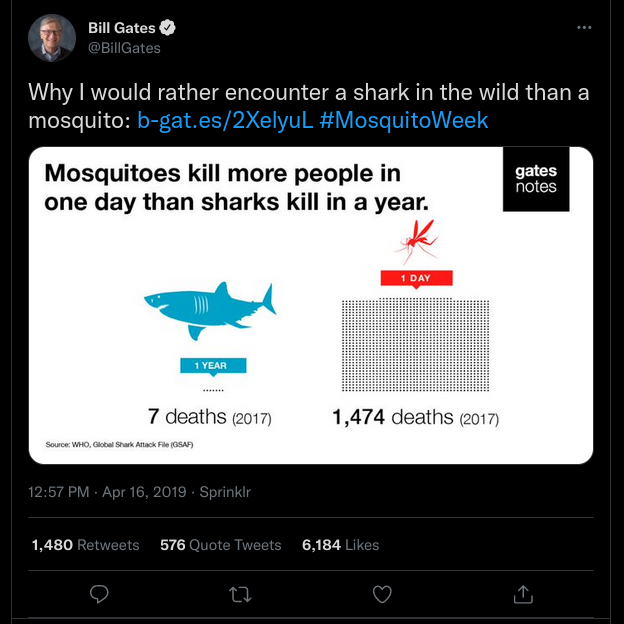 Bill Gates
@BillGates
Why I would rather encounter a shark in the wild than a
mosquito: b-gat.es/2XelyuL #MosquitoWeek
Mosquitoes kill more people in
one day than sharks kill in a year.
gates
notes
1 DAY
1 YEAR
7 deaths (2017)
1,474 deaths (2017)
Source: WHO, Global Shark Attack File (GSAF)
12:57 PM · Apr 16, 2019 · Sprinklr
1,480 Retweets 576 Quote Tweets 6,184 Likes